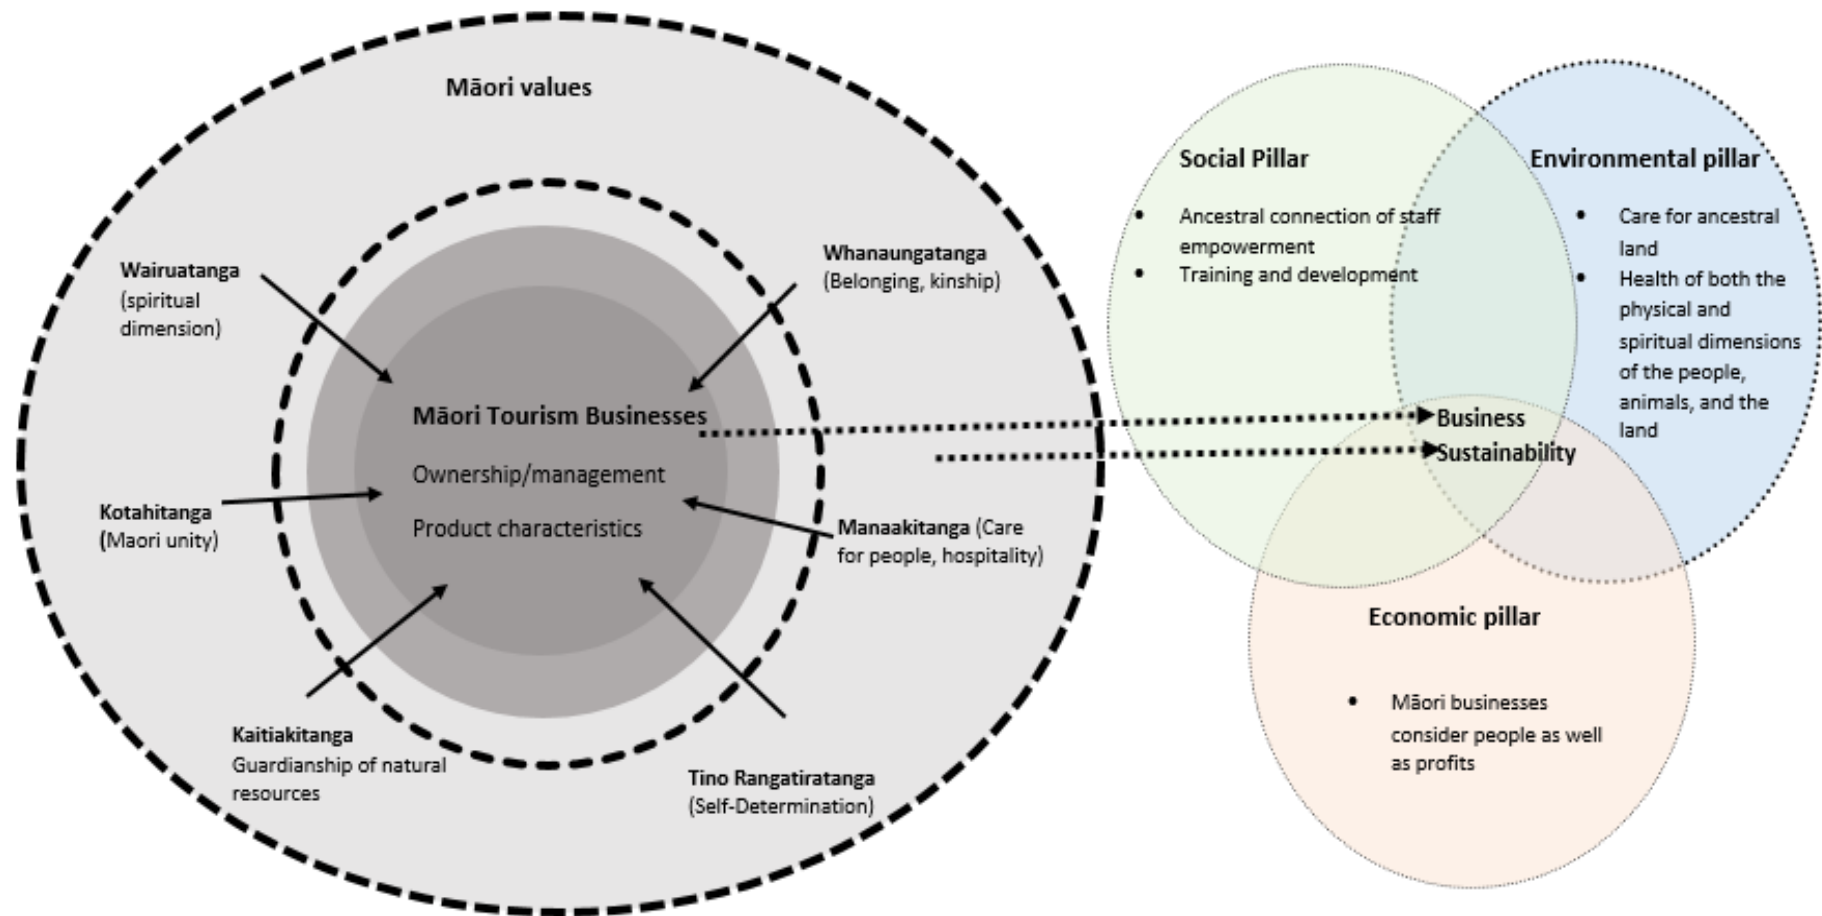 Māori values
Wairuatanga
(spiritual
dimension)
Whanaungatanga
(Belonging, kinship)
Māori Tourism Businesses
Ownership/management
Product characteristics
Kotahitanga
(Maori unity)
Manaakitanga (Care
for people, hospitality)
Kaitiakitanga
Guardianship of natural
resources
Tino Rangatiratanga
(Self-Determination)
Social Pillar
• Ancestral connection of staff
empowerment
• Training and development
Environmental pillar
• Care for ancestral
land
• Health of both the
physical and
spiritual dimensions
of the people,
animals, and the
land
Business
Sustainability
Economic pillar
• Māori businesses
consider people as well
as profits